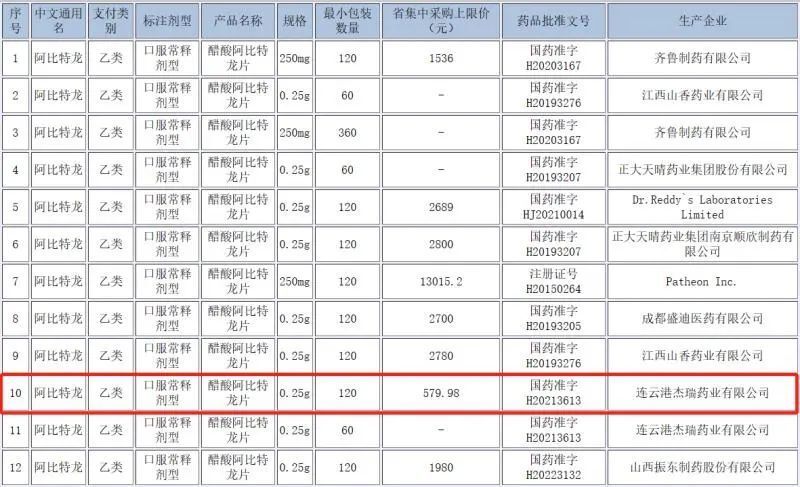 序号 中文通用名 支付类别 标注剂型 产品名称 规格 最小包装数量 省集中采购上限价（元） 药品批准文号 生产企业
1 阿比特龙 乙类 口服常释剂型 醋酸阿比特龙片 250mg 120 1536 国药准字H20203167 齐鲁制药有限公司
2 阿比特龙 乙类 口服常释剂型 醋酸阿比特龙片 0.25g 60 - 国药准字H20193276 江西山香药业有限公司
3 阿比特龙 乙类 口服常释剂型 醋酸阿比特龙片 250mg 360 - 国药准字H20203167 齐鲁制药有限公司
4 阿比特龙 乙类 口服常释剂型 醋酸阿比特龙片 0.25g 60 - 国药准字H20193207 正大天晴药业集团股份有限公司
5 阿比特龙 乙类 口服常释剂型 醋酸阿比特龙片 0.25g 120 2689 国药准字HJ20210014 Dr.Reddy`s Laboratories Limited
6 阿比特龙 乙类 口服常释剂型 醋酸阿比特龙片 0.25g 120 2800 国药准字H20193207 正大天晴药业集团南京顺欣制药有限公司
7 阿比特龙 乙类 口服常释剂型 醋酸阿比特龙片 250mg 120 13015.2 注册证号H20150264 Patheon Inc.
8 阿比特龙 乙类 口服常释剂型 醋酸阿比特龙片 0.25g 120 2700 国药准字H20193205 成都盛迪医药有限公司
9 阿比特龙 乙类 口服常释剂型 醋酸阿比特龙片 0.25g 120 2780 国药准字H20193276 江西山香药业有限公司
10 阿比特龙 乙类 口服常释剂型 醋酸阿比特龙片 0.25g 120 579.98 国药准字H20213613 连云港杰瑞药业有限公司
11 阿比特龙 乙类 口服常释剂型 醋酸阿比特龙片 0.25g 60 - 国药准字H20213613 连云港杰瑞药业有限公司
12 阿比特龙 乙类 口服常释剂型 醋酸阿比特龙片 0.25g 120 1980 国药准字H20223132 山西振东制药股份有限公司